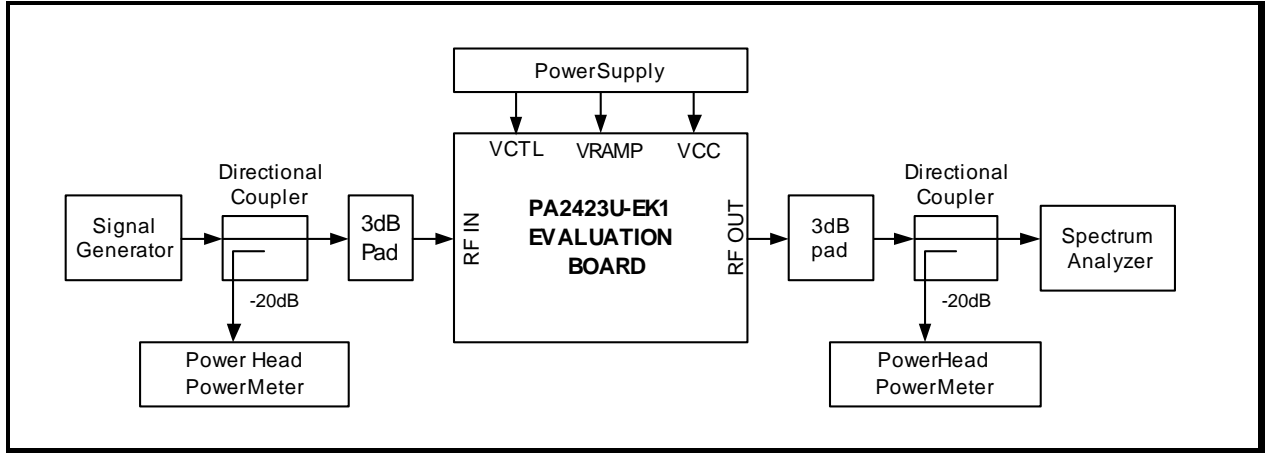 PowerSupply
VCTL
VRAMP
VCC
Directional
Coupler
Signal
Generator
3dB
Pad
RF IN
PA2423U-EK1
EVALUATION
BOARD
RF OUT
3dB
pad
Directional
Coupler
Spectrum
Analyzer
-20dB
-20dB
Power Head
PowerMeter
PowerHead
PowerMeter